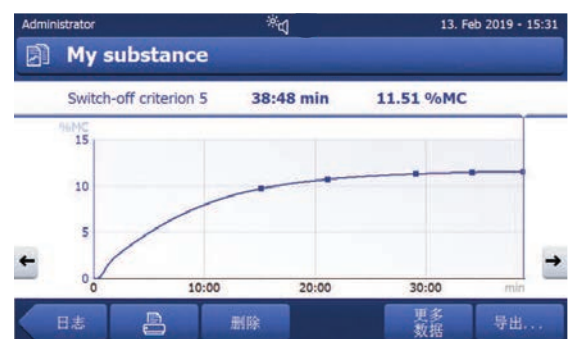 Administrator
13. Feb 2019 - 15:31
My substance
Switch-off criterion 5
38:48 min
11.51 %MC
%MC
15
10
5
0
0
10:00
20:00
30:00
min
日志
删除
更多
数据
导出...